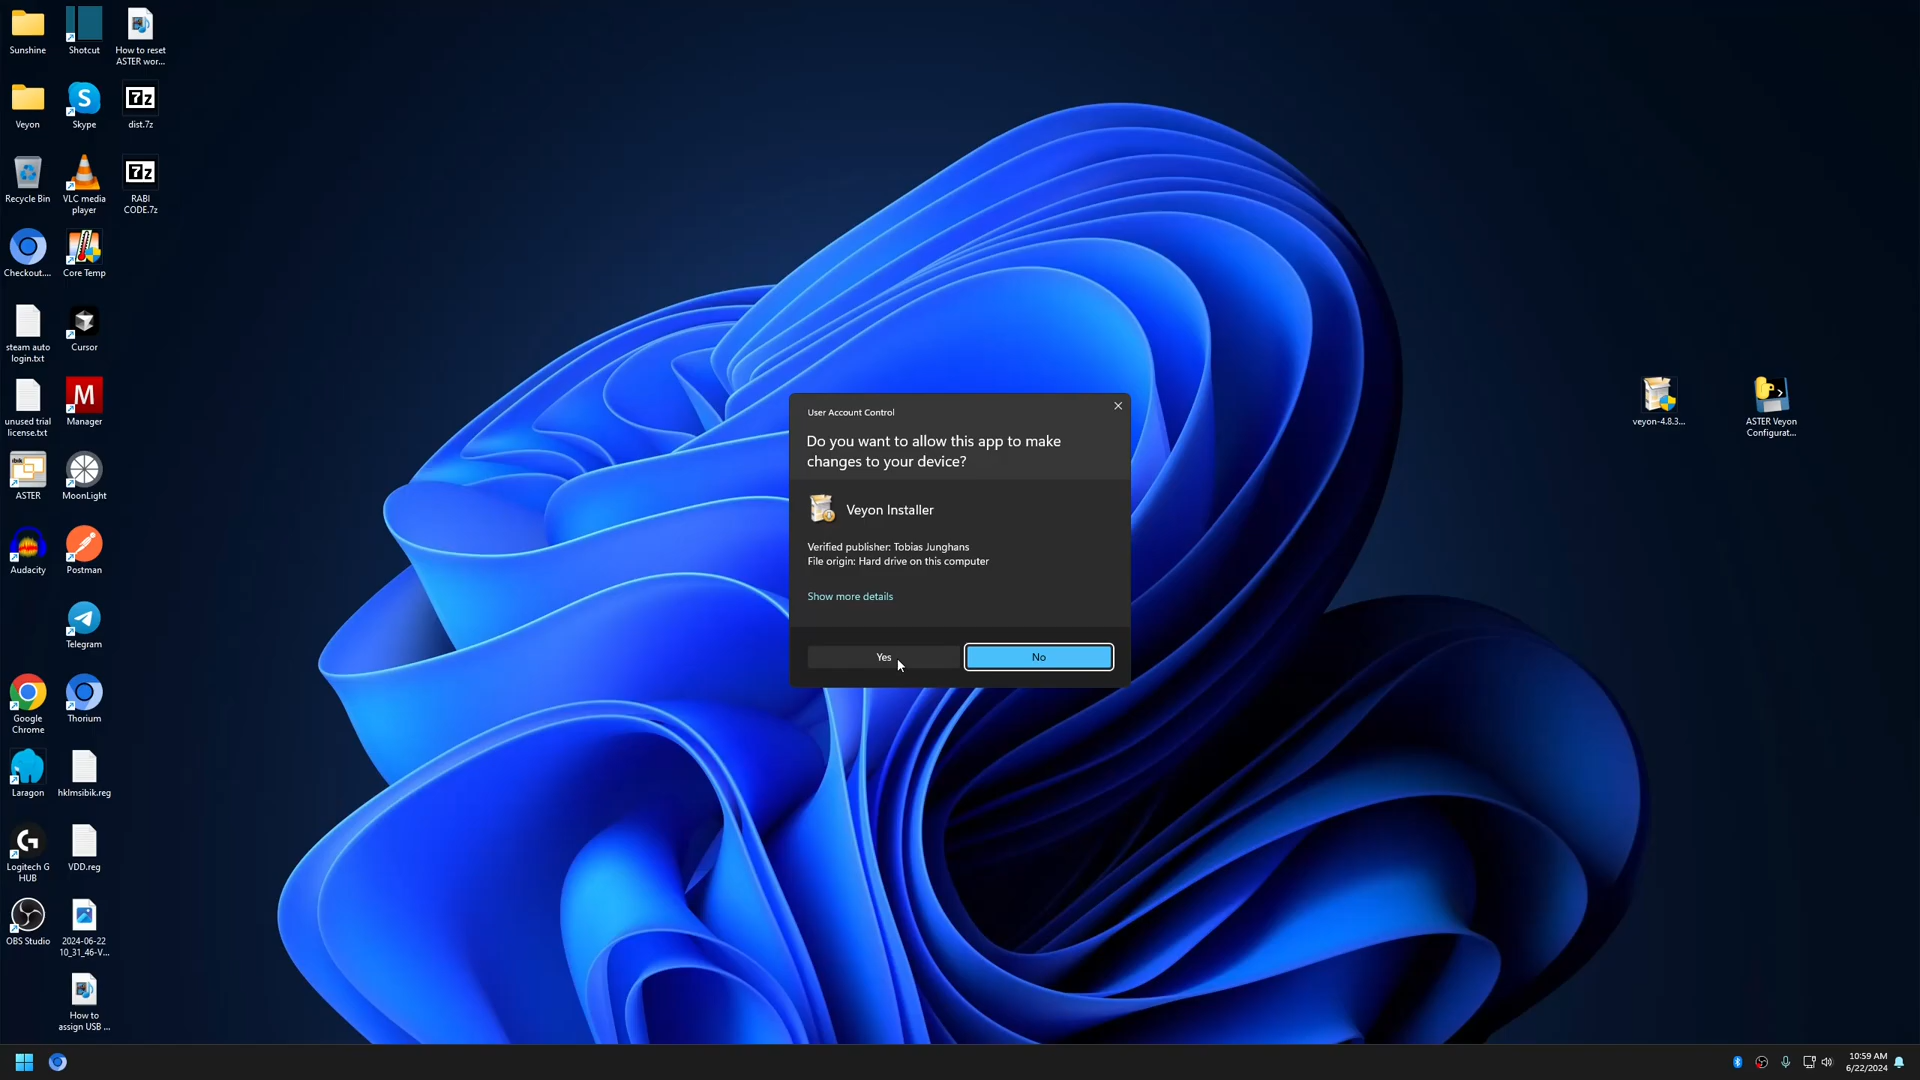 Sunshine
Shotcut
How to reset
ASTER wor...
Veyon
Skype
7z
dist.7z
Recycle Bin
VLC media
player
7z
RABI
CODE.7z
Checkout....
Core Temp
steam auto
login.txt
Cursor
unused trial
license.txt
M
Manager
ASTER
MoonLight
Audacity
Postman
Telegram
Google
Chrome
Thorium
Laragon
hklmsibik.reg
Logitech G
HUB
VDD.reg
OBS Studio
2024-06-22
10_31_46-V...
How to
assign USB ...
User Account Control
Do you want to allow this app to make
changes to your device?
Veyon Installer
Verified publisher: Tobias Junghans
File origin: Hard drive on this computer
Show more details
Yes
No
veyon-4.8.3...
ASTER Veyon
Configurat...
10:59 AM
6/22/2024